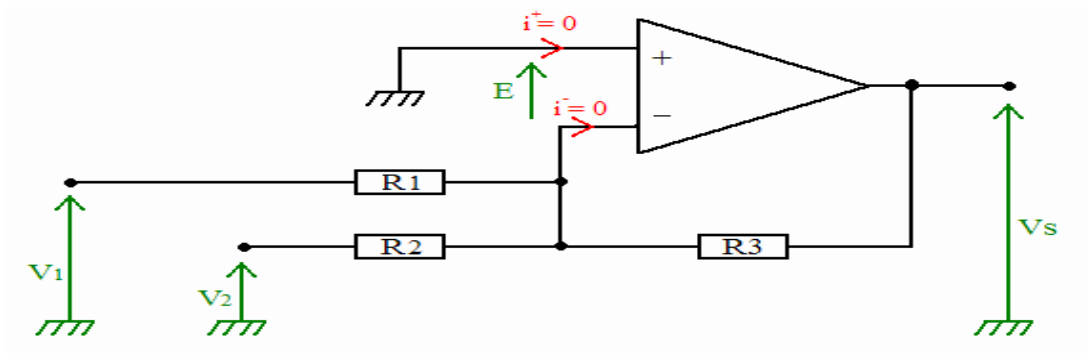 i⁺= 0
+
E
i⁻= 0
−
R1
R2
R3
V₁
V₂
Vs